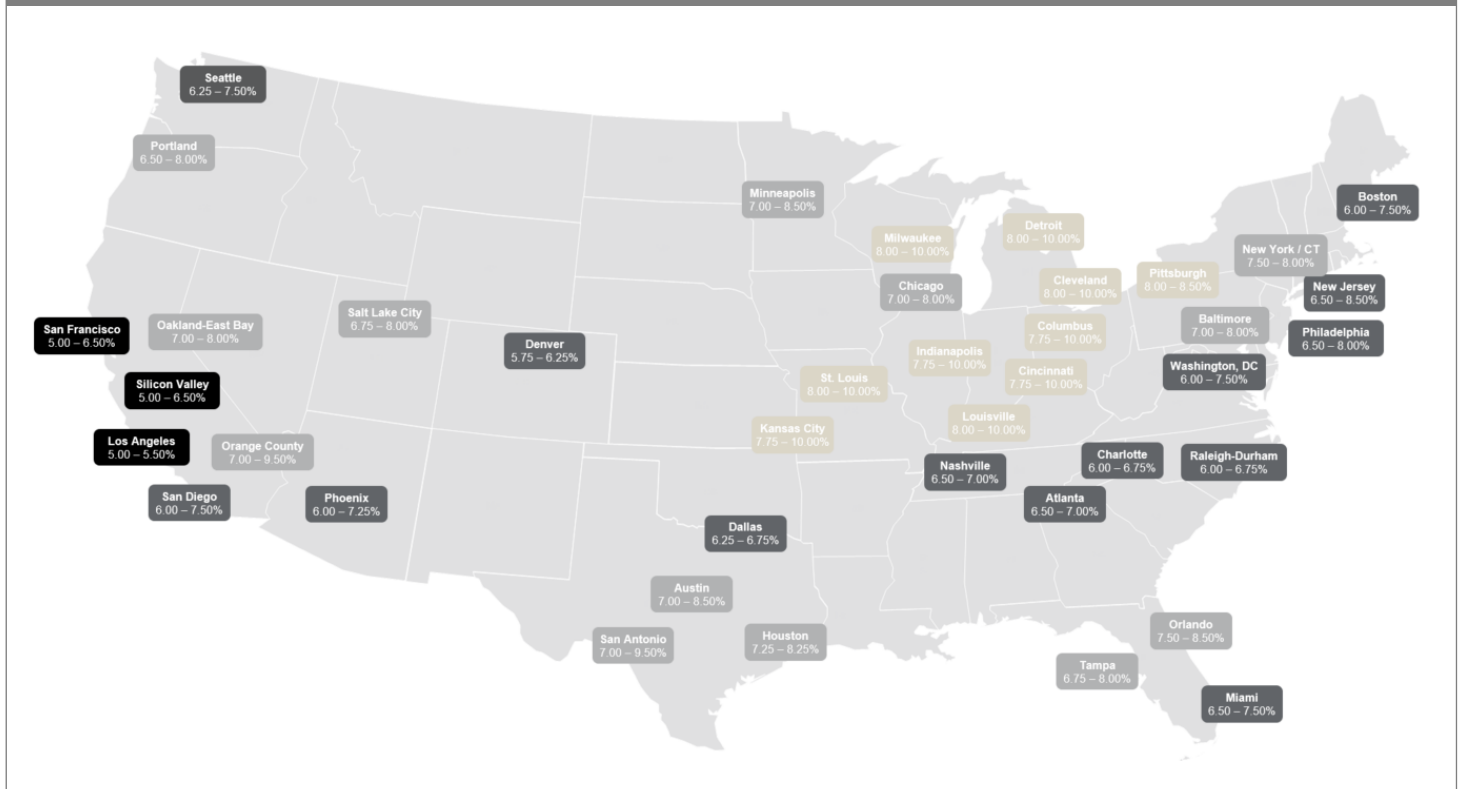 Seattle
6.25 – 7.50%
Portland
6.50 – 8.00%
Minneapolis
7.00 – 8.50%
Boston
6.00 – 7.50%
Milwaukee
8.00 – 10.00%
Detroit
8.00 – 10.00%
New York / CT
7.50 – 8.00%
Chicago
7.00 – 8.00%
Cleveland
8.00 – 10.00%
Pittsburgh
8.00 – 8.50%
New Jersey
6.50 – 8.50%
San Francisco
5.00 – 6.50%
Oakland-East Bay
7.00 – 8.00%
Salt Lake City
6.75 – 8.00%
Denver
5.75 – 6.25%
Columbus
7.75 – 10.00%
Baltimore
7.00 – 8.00%
Philadelphia
6.50 – 8.00%
Indianapolis
7.75 – 10.00%
Silicon Valley
5.00 – 6.50%
St. Louis
8.00 – 10.00%
Cincinnati
7.75 – 10.00%
Washington, DC
6.00 – 7.50%
Los Angeles
5.00 – 5.50%
Orange County
7.00 – 9.50%
Kansas City
7.75 – 10.00%
Louisville
8.00 – 10.00%
Nashville
6.50 – 7.00%
Charlotte
6.00 – 6.75%
Raleigh-Durham
6.00 – 6.75%
San Diego
6.00 – 7.50%
Phoenix
6.00 – 7.25%
Atlanta
6.50 – 7.00%
Dallas
6.25 – 6.75%
Austin
7.00 – 8.50%
San Antonio
7.00 – 9.50%
Houston
7.25 – 8.25%
Orlando
7.50 – 8.50%
Tampa
6.75 – 8.00%
Miami
6.50 – 7.50%